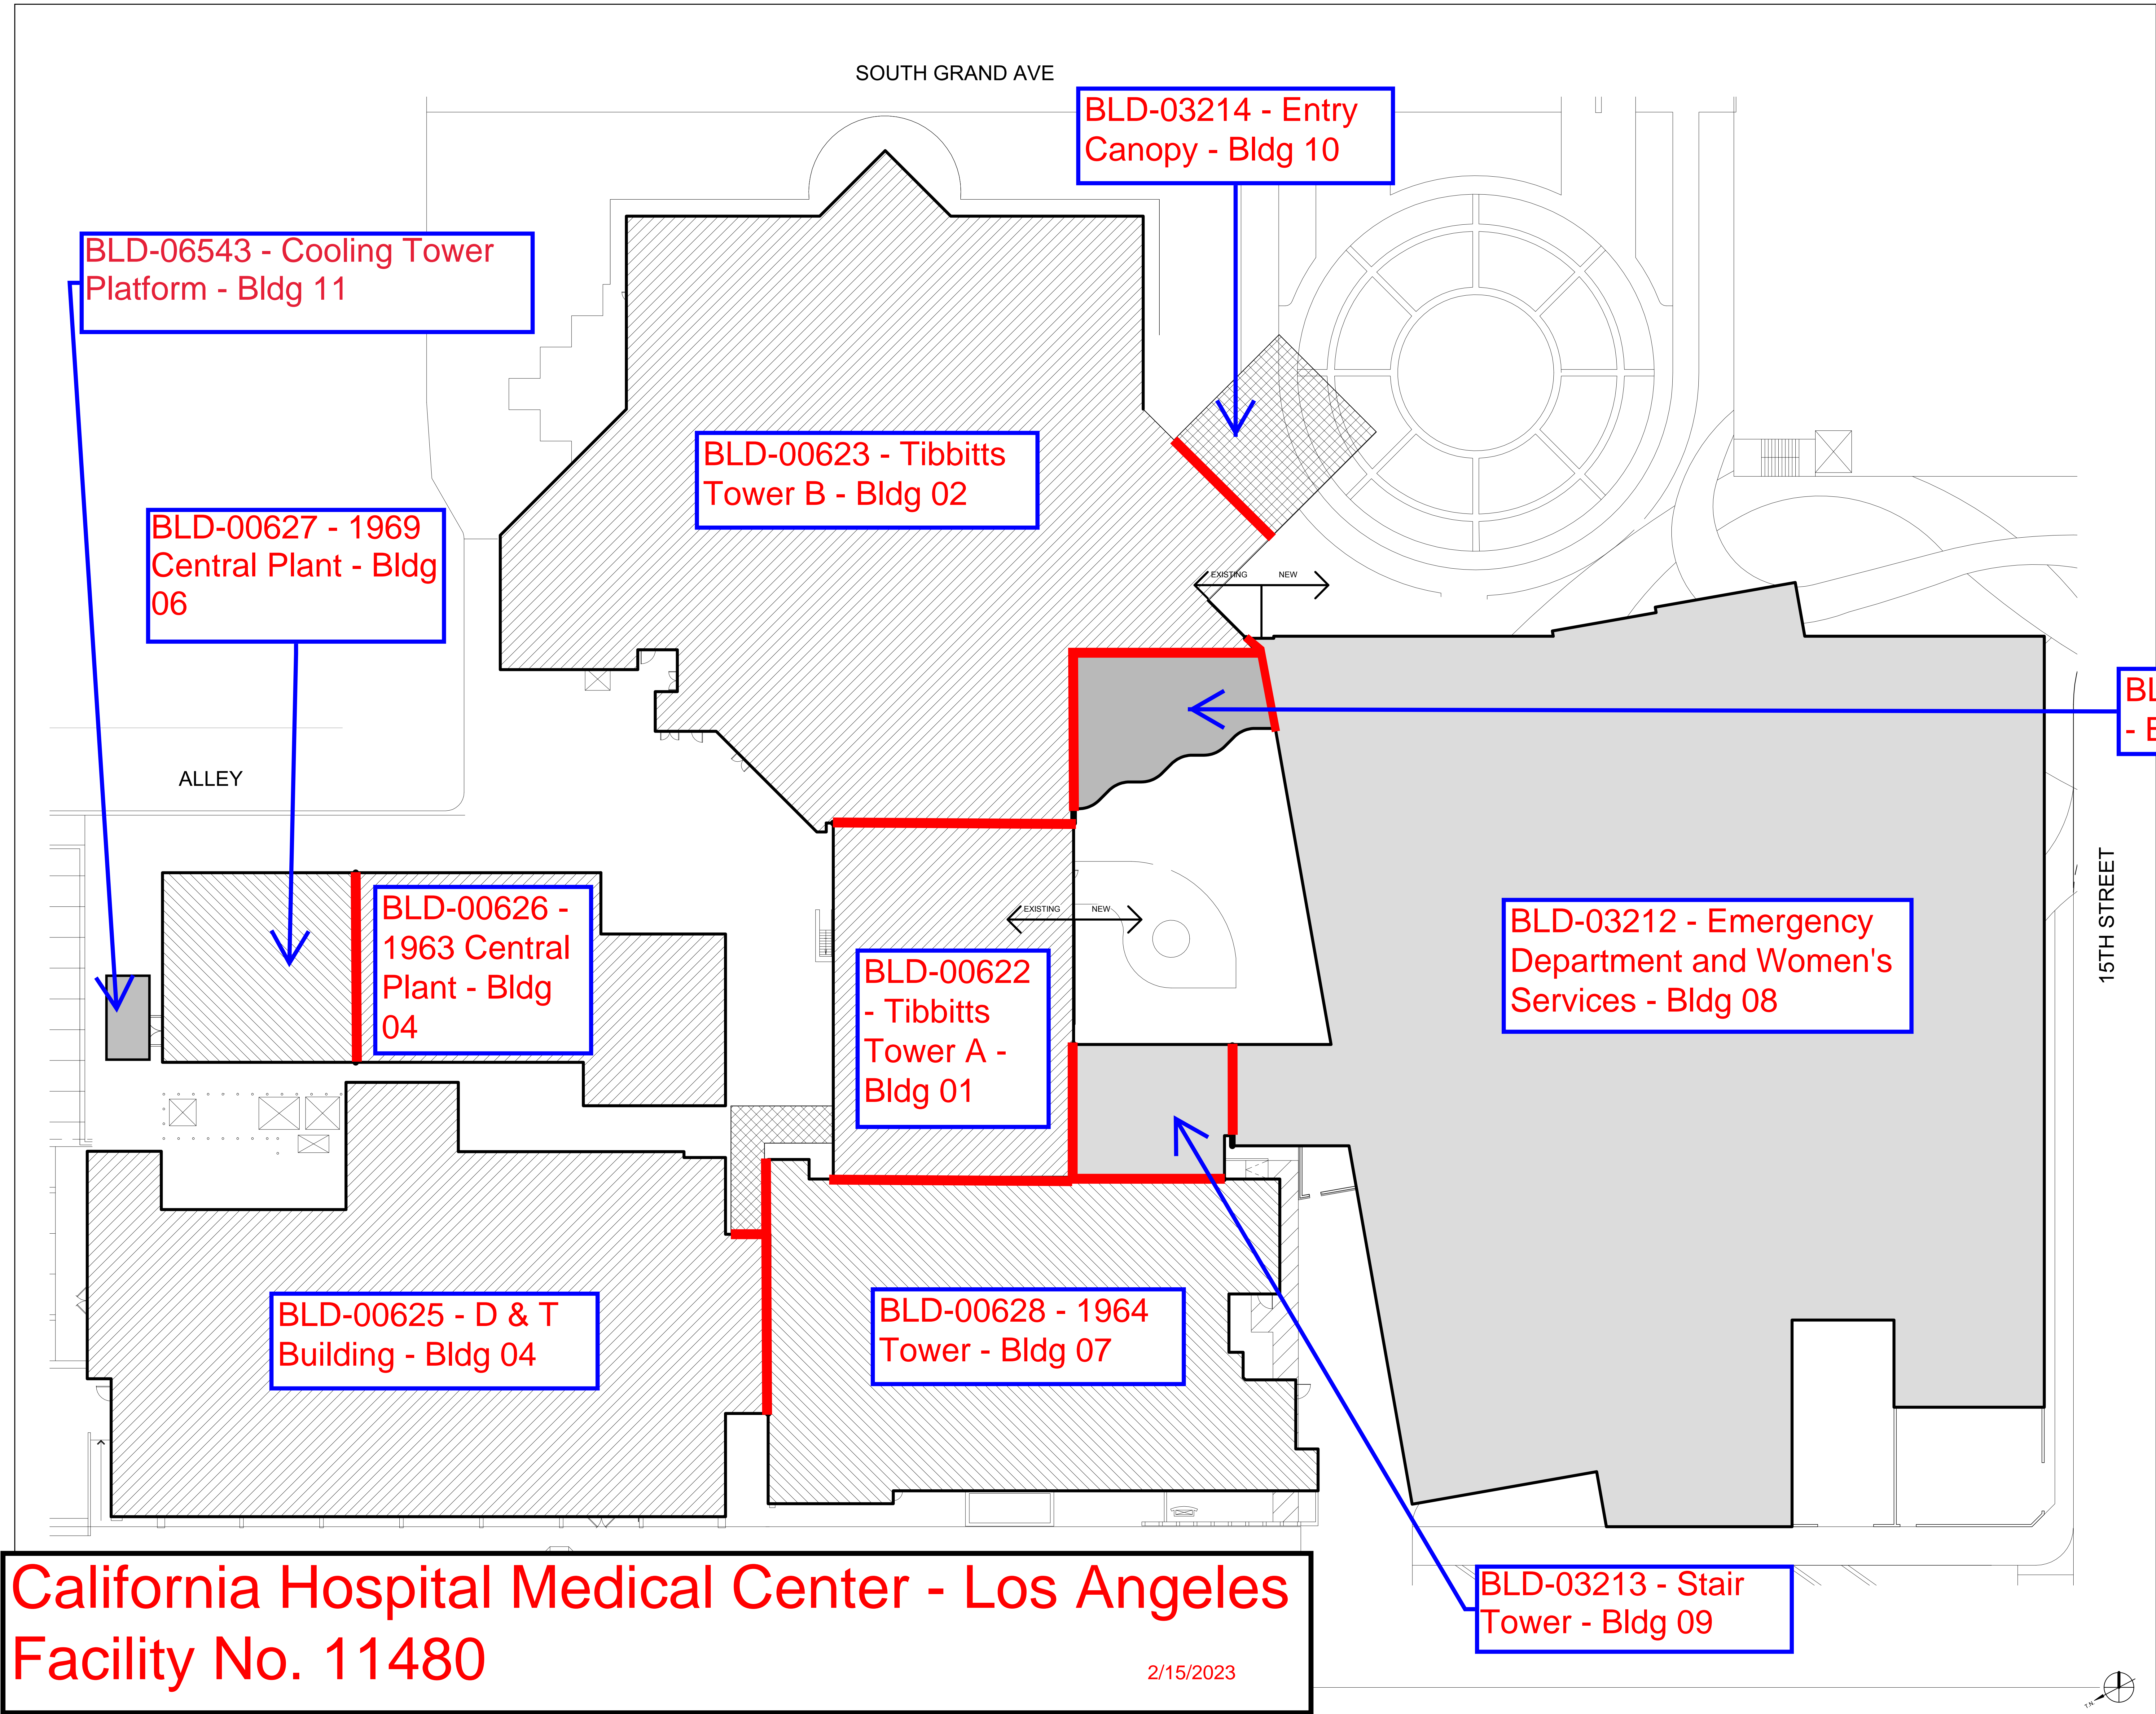 SOUTH GRAND AVE
BLD-03214 - Entry
Canopy - Bldg 10
BLD-06543 - Cooling Tower
Platform - Bldg 11
BLD-00623 - Tibbitts
Tower B - Bldg 02
BLD-00627 - 1969
Central Plant - Bldg
06
EXISTING NEW
ALLEY
15TH STREET
BLD-00626 -
1963 Central
Plant - Bldg
04
EXISTING NEW
BLD-00622
- Tibbitts
Tower A -
Bldg 01
BLD-03212 - Emergency
Department and Women's
Services - Bldg 08
BLD-00625 - D & T
Building - Bldg 04
BLD-00628 - 1964
Tower - Bldg 07
BLD-03213 - Stair
Tower - Bldg 09
California Hospital Medical Center - Los Angeles
Facility No. 11480
2/15/2023
T.N.